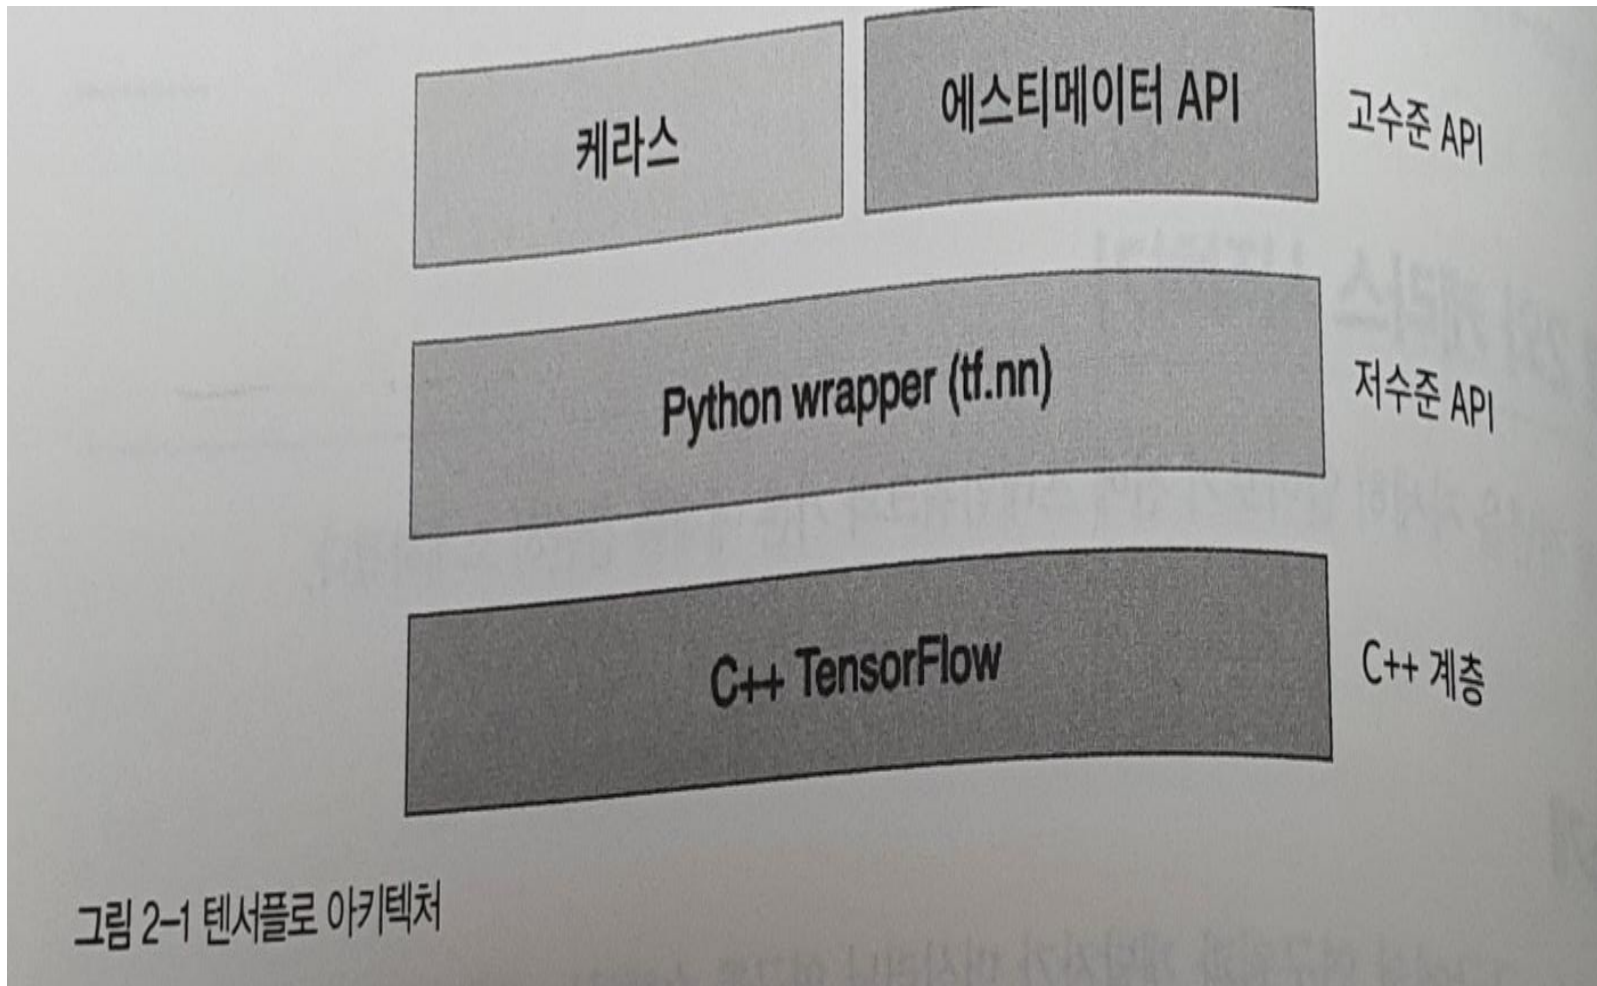 케라스
에스티메이터 API
고수준 API
Python wrapper (tf.nn)
저수준 API
C++ TensorFlow
C++ 계층
그림 2-1 텐서플로 아키텍처